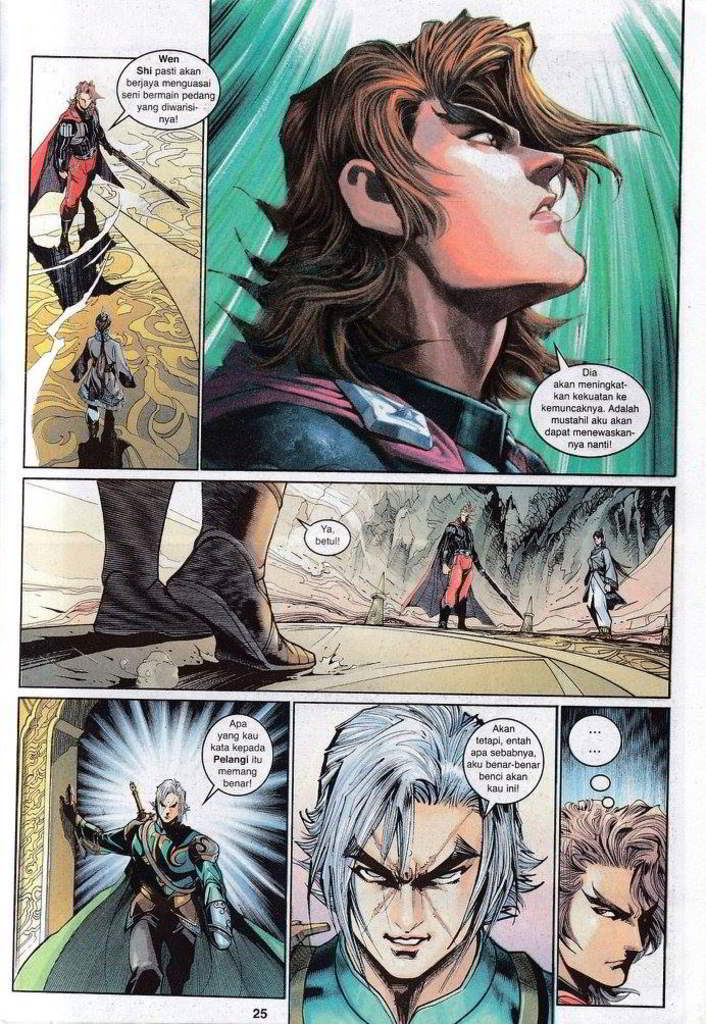 Wen
Shi pasti akan
berjaya menguasai
seni bermain pedang
yang diwarisi-
nya!
Dia
akan meningkat-
kan kekuatan ke
kemuncaknya. Adalah
mustahil aku akan
dapat menewaskan-
nya nanti!
Ya,
betul!
Apa
yang kau
kata kepada
Pelangi itu
memang
benar!
Akan
tetapi, entah
apa sebabnya,
aku benar-benar
benci akan
kau ini!
...
...
25